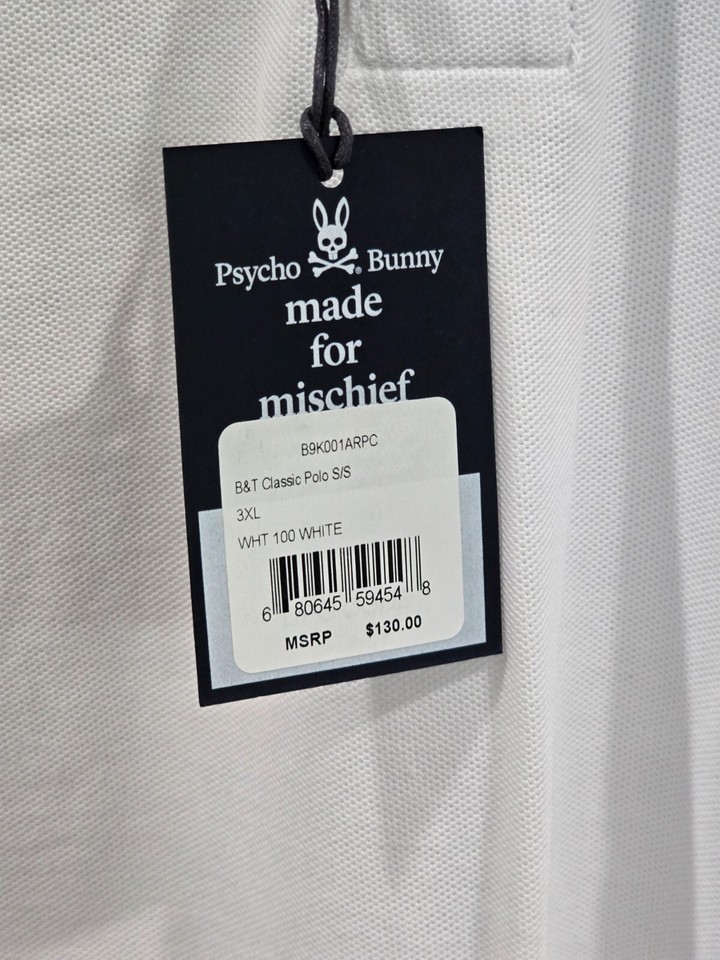 Psycho Bunny
made
for
mischief
B9K001ARPC
B&T Classic Polo S/S
3XL
WHT 100 WHITE
6 80645 59454 8
MSRP $130.00